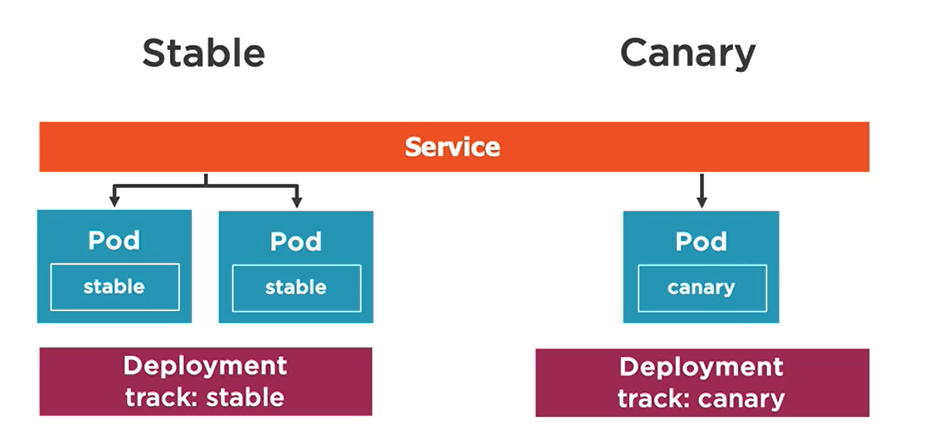 Stable
Canary
Service
Pod
stable
Pod
stable
Pod
canary
Deployment
track: stable
Deployment
track: canary